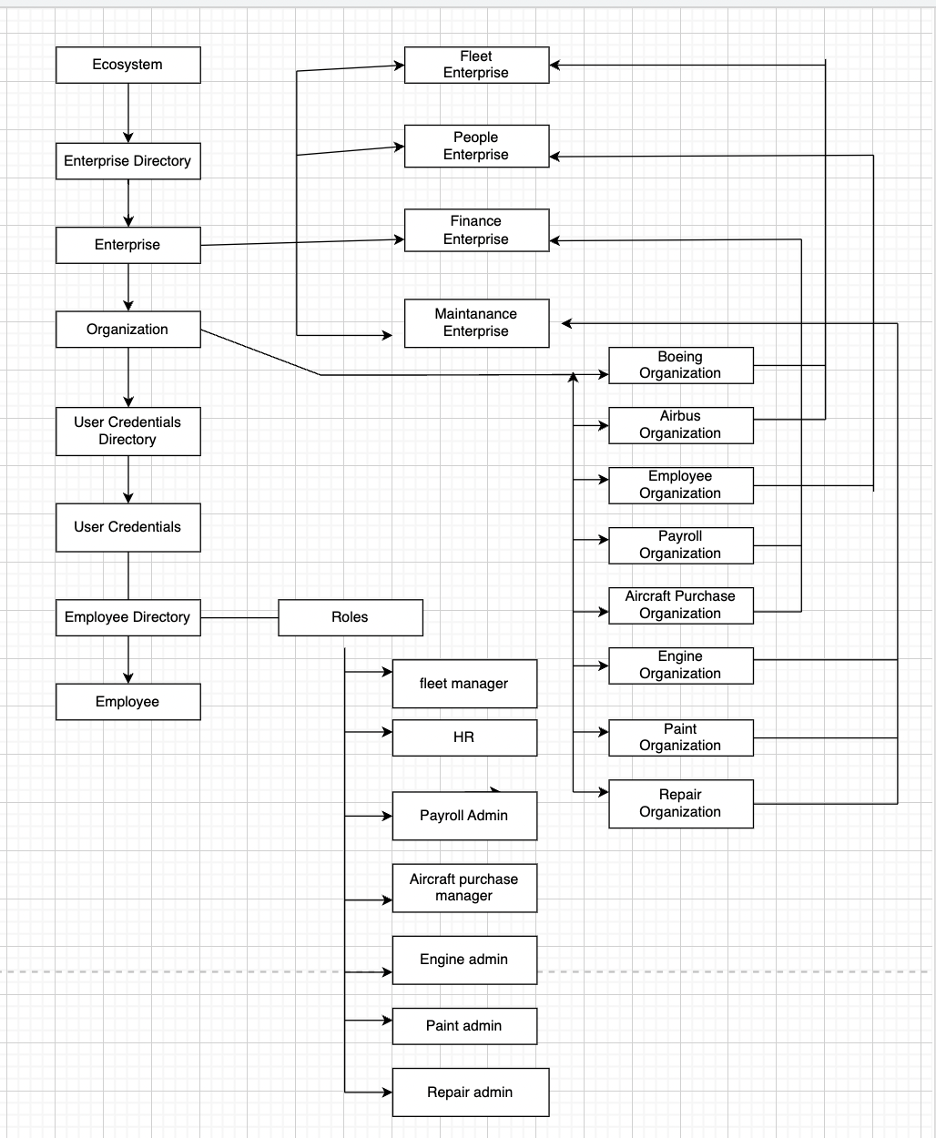 Ecosystem
Enterprise Directory
Enterprise
Organization
User Credentials
Directory
User Credentials
Employee Directory
Employee
Fleet
Enterprise
People
Enterprise
Finance
Enterprise
Maintanance
Enterprise
Boeing
Organization
Airbus
Organization
Employee
Organization
Payroll
Organization
Aircraft Purchase
Organization
Engine
Organization
Paint
Organization
Repair
Organization
Roles
fleet manager
HR
Payroll Admin
Aircraft purchase
manager
Engine admin
Paint admin
Repair admin